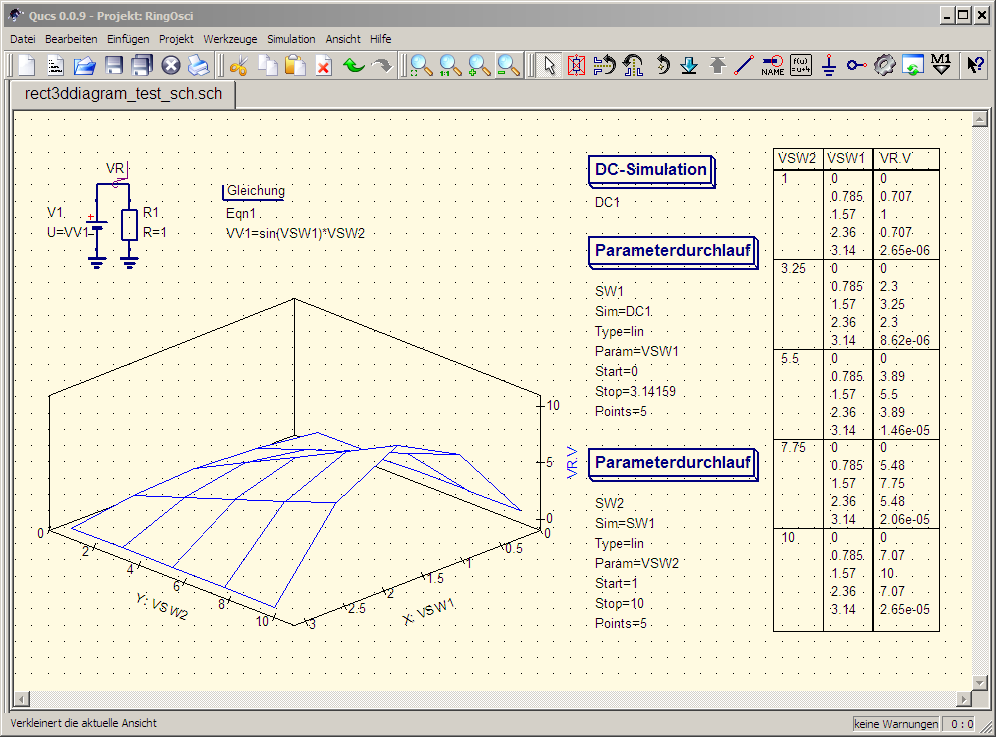 Qucs 0.0.9 - Projekt: RingOsci
Datei Bearbeiten Einfügen Projekt Werkzeuge Simulation Ansicht Hilfe
1:1 NAME f(u) =u+4 M1 ?
rect3ddiagram_test_sch.sch
VR
V1
U=VV1
R1
R=1
Gleichung
Eqn1
VV1=sin(VSW1)*VSW2
DC-Simulation
DC1
Parameterdurchlauf
SW1
Sim=DC1
Type=lin
Param=VSW1
Start=0
Stop=3.14159
Points=5
Parameterdurchlauf
SW2
Sim=SW1
Type=lin
Param=VSW2
Start=1
Stop=10
Points=5
VSW2 VSW1 VR.V
1 0 0
0.785 0.707
1.57 1
2.36 0.707
3.14 2.65e-06
3.25 0 0
0.785 2.3
1.57 3.25
2.36 2.3
3.14 8.62e-06
5.5 0 0
0.785 3.89
1.57 5.5
2.36 3.89
3.14 1.46e-05
7.75 0 0
0.785 5.48
1.57 7.75
2.36 5.48
3.14 2.06e-05
10 0 0
0.785 7.07
1.57 10
2.36 7.07
3.14 2.65e-05
10
5
0
VR.V
0
2
4
6
8
10
Y: VSW2
0
0.5
1
1.5
2
2.5
3
X: VSW1
Verkleinert die aktuelle Ansicht
keine Warnungen 0 : 0